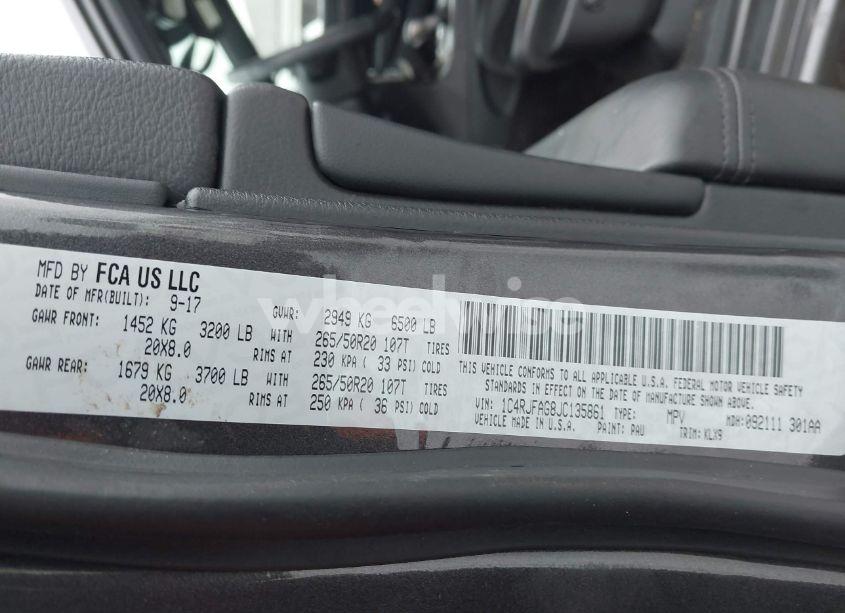 MFD BY FCA US LLC
DATE OF MFR(BUILT): 9-17 GVWR: 2949 KG 6500 LB
GAWR FRONT: 1452 KG 3200 LB WITH 265/50R20 107T TIRES
20X8.0 RIMS AT 230 KPA ( 33 PSI) COLD
GAWR REAR: 1679 KG 3700 LB WITH 265/50R20 107T TIRES
20X8.0 RIMS AT 250 KPA ( 36 PSI) COLD
THIS VEHICLE CONFORMS TO ALL APPLICABLE U.S.A. FEDERAL MOTOR VEHICLE SAFETY
STANDARDS IN EFFECT ON THE DATE OF MANUFACTURE SHOWN ABOVE.
VIN: 1C4RJFAG8JC135861 TYPE: MPV MDH:092111 301AA
VEHICLE MADE IN U.S.A. PAINT: PAU TRIM: KLX9
wheelwise